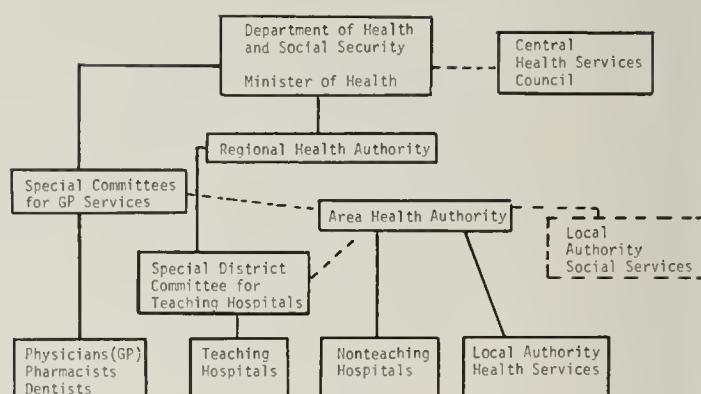 Department of Health
and Social Security
Minister of Health
Central
Health Services
Council
Regional Health Authority
Special Committees
for GP Services
Area Health Authority
Local
Authority
Social Services
Special District
Committee for
Teaching Hospitals
Physicians(GP)
Pharmacists
Dentists
Teaching
Hospitals
Nonteaching
Hospitals
Local Authority
Health Services